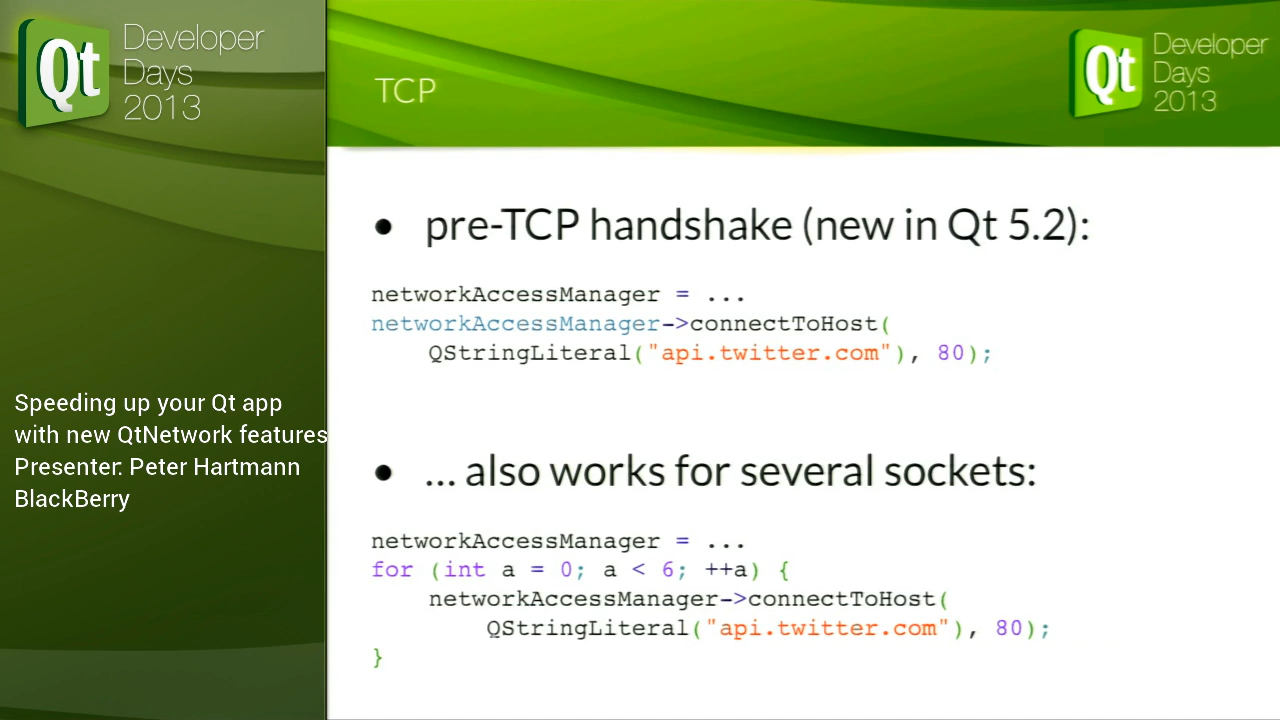 Qt Developer
Days
2013
TCP
Qt Developer
Days
2013
• pre-TCP handshake (new in Qt 5.2):
networkAccessManager = ...
networkAccessManager->connectToHost(
    QStringLiteral("api.twitter.com"), 80);
• ... also works for several sockets:
networkAccessManager = ...
for (int a = 0; a < 6; ++a) {
    networkAccessManager->connectToHost(
        QStringLiteral("api.twitter.com"), 80);
}
Speeding up your Qt app
with new QtNetwork features
Presenter: Peter Hartmann
BlackBerry